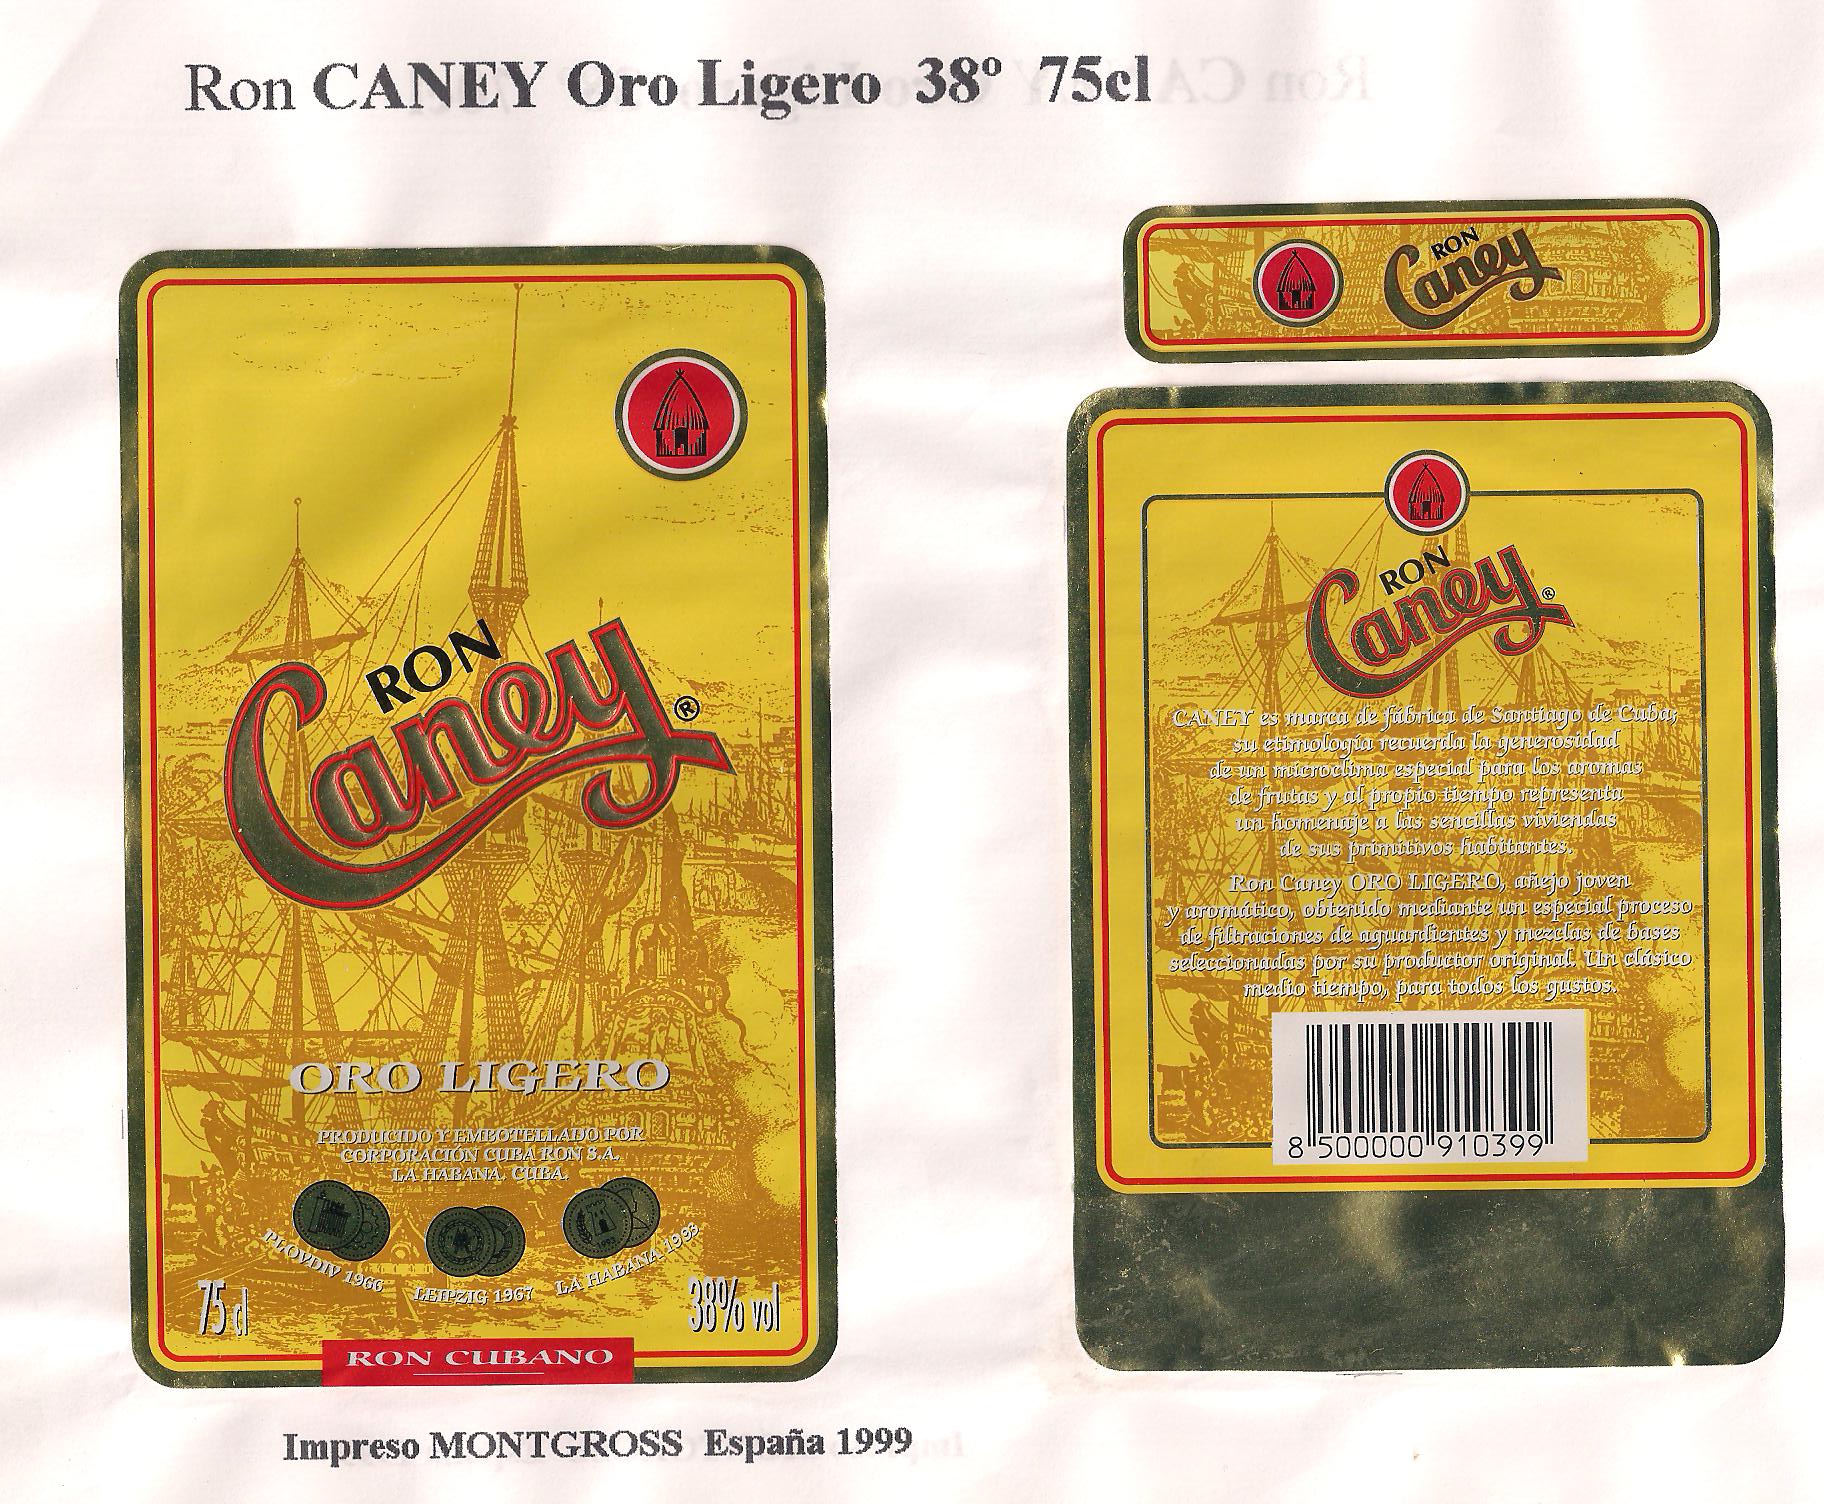 Ron CANEY Oro Ligero 38º 75cl
RON
Caney
RON
Caney®
ORO LIGERO
PRODUCIDO Y EMBOTELLADO POR
CORPORACIÓN CUBA RON S.A.
LA HABANA, CUBA.
1993
PLOVDIV 1966
LEIPZIG 1967
LA HABANA 1993
75 cl
38% vol
RON CUBANO
RON
Caney®
CANEY es marca de fábrica de Santiago de Cuba;
su etimología recuerda la generosidad
de un microclima especial para los aromas
de frutas y al propio tiempo representa
un homenaje a las sencillas viviendas
de sus primitivos habitantes.
Ron Caney ORO LIGERO, añejo joven
y aromático, obtenido mediante un especial proceso
de filtraciones de aguardientes y mezclas de bases
seleccionadas por su productor original. Un clásico
medio tiempo, para todos los gustos.
8 500000 910399
Impreso MONTGROSS España 1999